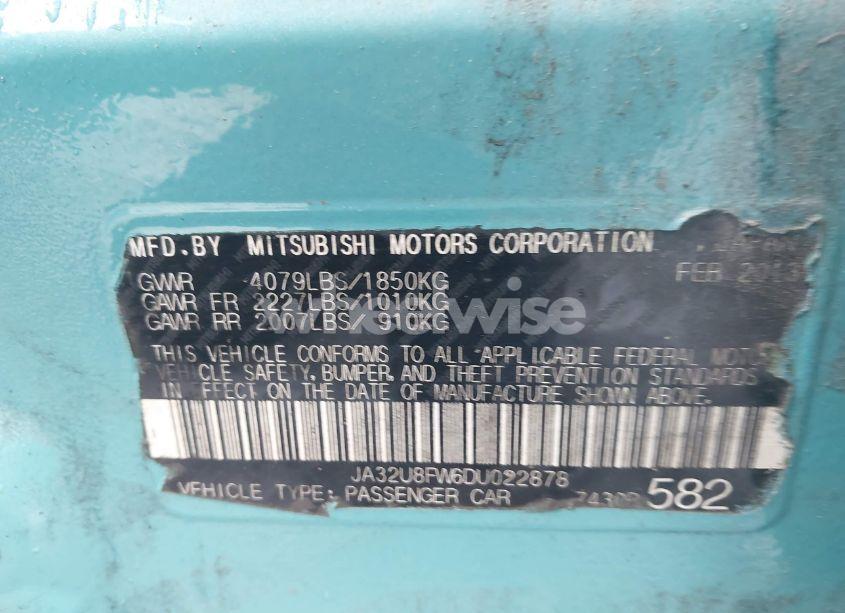 MFD.BY MITSUBISHI MOTORS CORPORATION
FEB 2013
GVWR 4079LBS/1850KG
GAWR FR 2227LBS/1010KG
GAWR RR 2007LBS/ 910KG
wheelwise
THIS VEHICLE CONFORMS TO ALL APPLICABLE FEDERAL MOTOR
VEHICLE SAFETY, BUMPER, AND THEFT PREVENTION STANDARDS
IN EFFECT ON THE DATE OF MANUFACTURE SHOWN ABOVE.
JA32U8FW6DU022878
VEHICLE TYPE: PASSENGER CAR 582